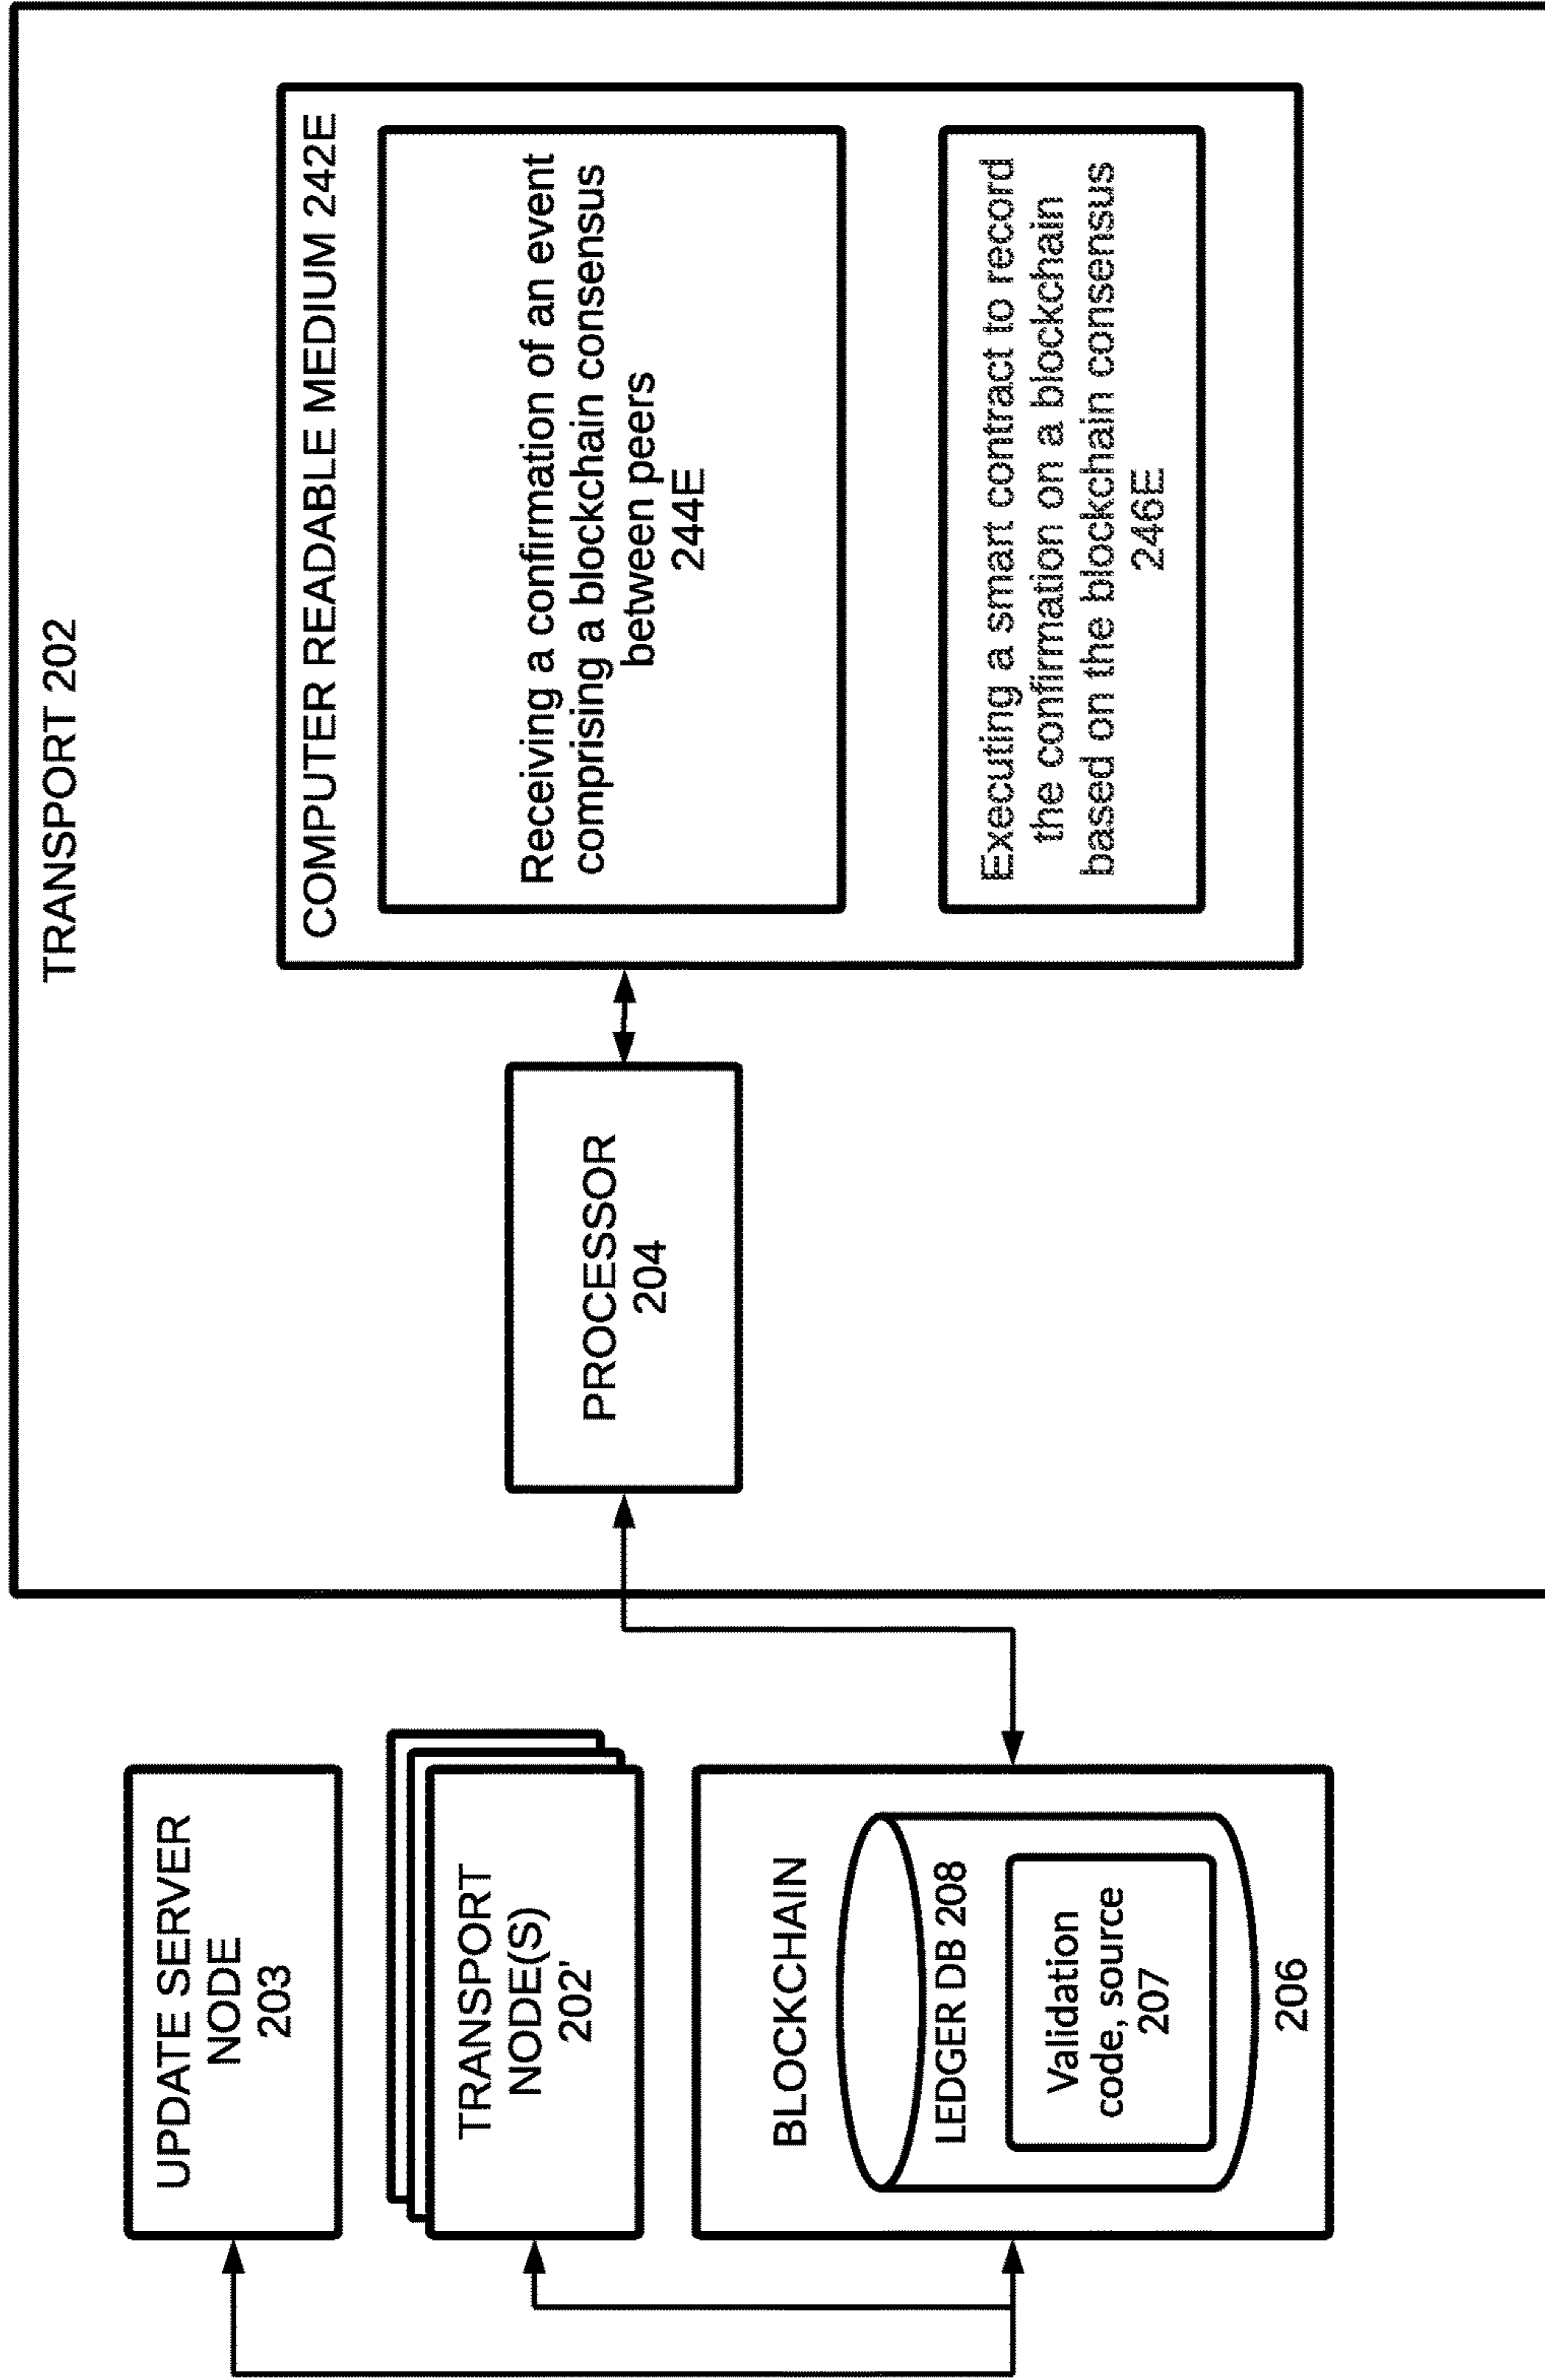 TRANSPORT 202
UPDATE SERVER
NODE
203
TRANSPORT
NODE(S)
202'
BLOCKCHAIN
LEDGER DB 208
Validation
code, source
207
206
PROCESSOR
204
COMPUTER READABLE MEDIUM 242E
Receiving a confirmation of an event
comprising a blockchain consensus
between peers
244E
Executing a smart contract to record
the confirmation on a blockchain
based on the blockchain consensus
246E